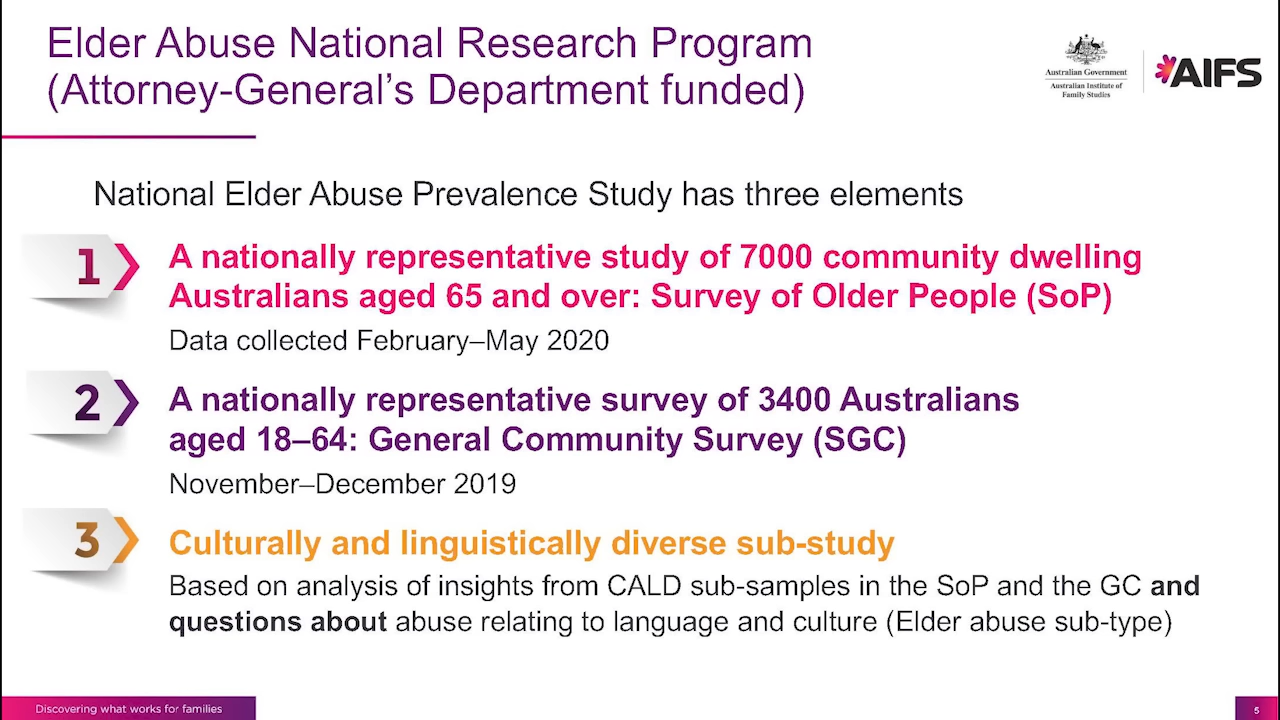 Elder Abuse National Research Program
(Attorney-General’s Department funded)
Australian Government
Australian Institute of
Family Studies
AIFS
National Elder Abuse Prevalence Study has three elements
1
A nationally representative study of 7000 community dwelling
Australians aged 65 and over: Survey of Older People (SoP)
Data collected February–May 2020
2
A nationally representative survey of 3400 Australians
aged 18–64: General Community Survey (SGC)
November–December 2019
3
Culturally and linguistically diverse sub-study
Based on analysis of insights from CALD sub-samples in the SoP and the GC and
questions about abuse relating to language and culture (Elder abuse sub-type)
Discovering what works for families
5